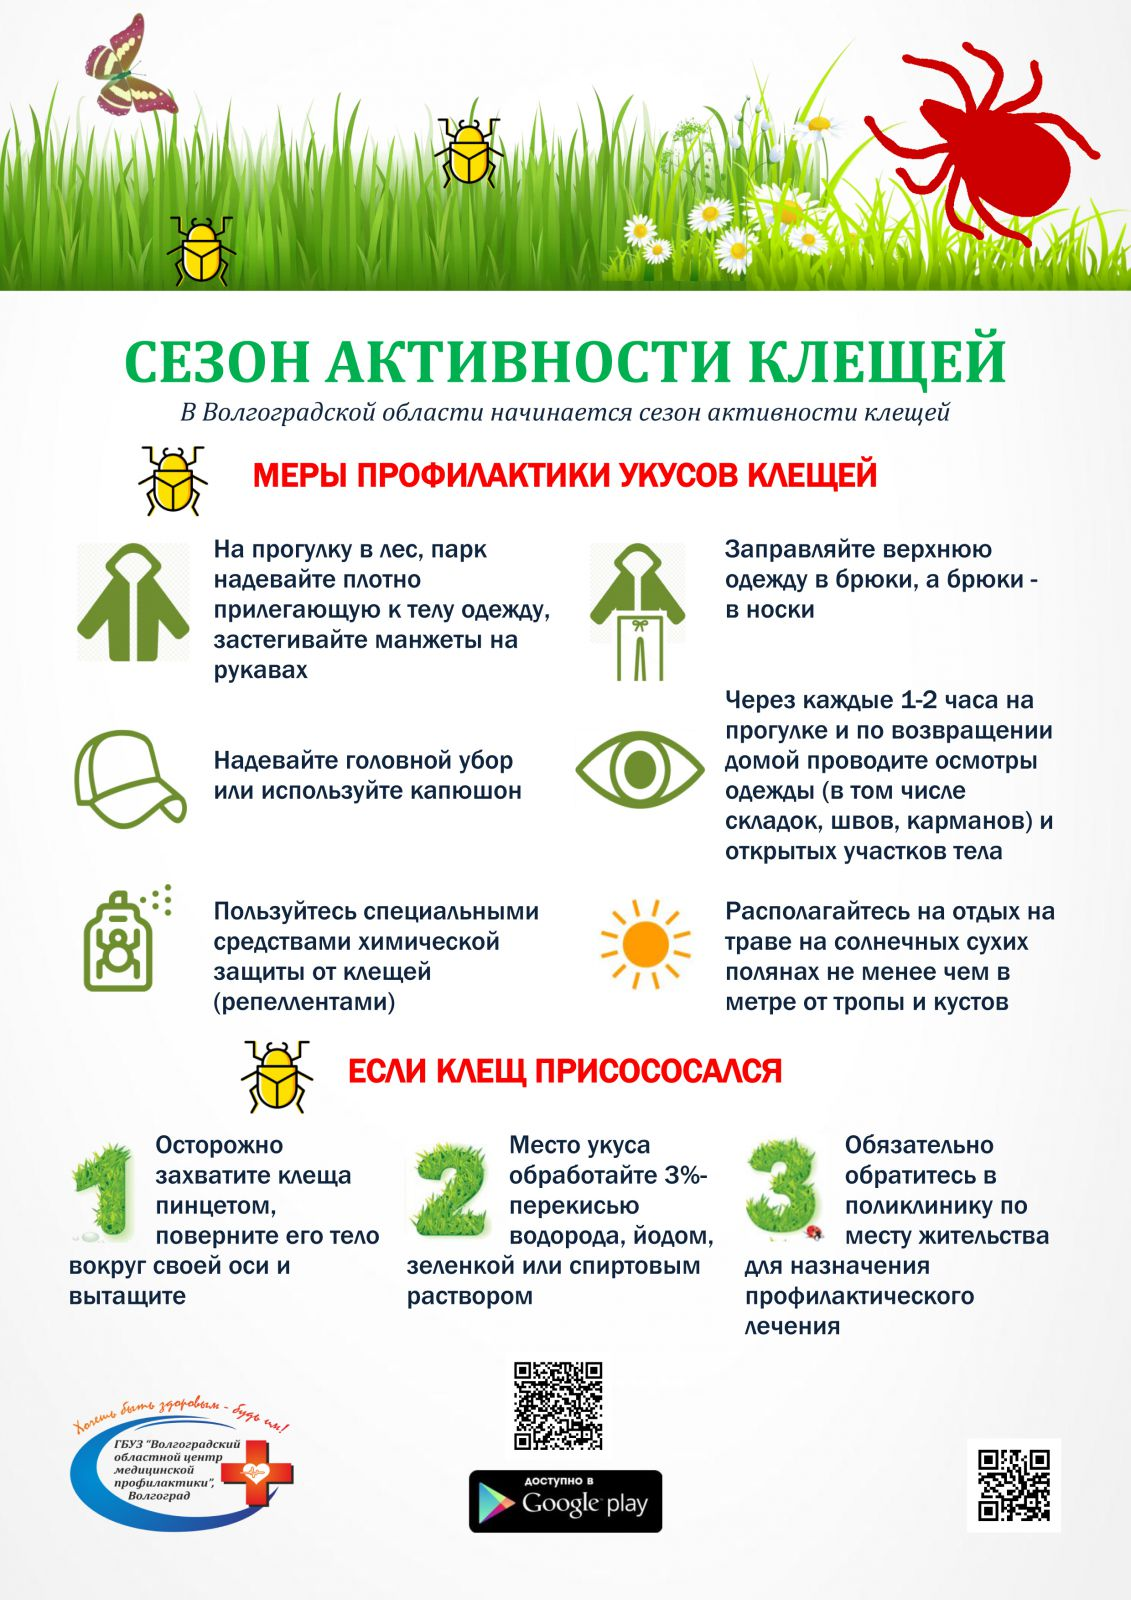 СЕЗОН АКТИВНОСТИ КЛЕЩЕЙ
В Волгоградской области начинается сезон активности клещей
МЕРЫ ПРОФИЛАКТИКИ УКУСОВ КЛЕЩЕЙ
На прогулку в лес, парк
надевайте плотно
прилегающую к телу одежду,
застегивайте манжеты на
рукавах
Заправляйте верхнюю
одежду в брюки, а брюки -
в носки
Надевайте головной убор
или используйте капюшон
Через каждые 1-2 часа на
прогулке и по возвращении
домой проводите осмотры
одежды (в том числе
складок, швов, карманов) и
открытых участков тела
Пользуйтесь специальными
средствами химической
защиты от клещей
(репеллентами)
Располагайтесь на отдых на
траве на солнечных сухих
полянах не менее чем в
метре от тропы и кустов
ЕСЛИ КЛЕЩ ПРИСОСОСАЛСЯ
1
Осторожно
захватите клеща
пинцетом,
поверните его тело
вокруг своей оси и
вытащите
2
Место укуса
обработайте 3%-
перекисью
водорода, йодом,
зеленкой или спиртовым
раствором
3
Обязательно
обратитесь в
поликлинику по
месту жительства
для назначения
профилактического
лечения
Хочешь быть здоровым - будь им!
ГБУЗ "Волгоградский
областной центр
медицинской
профилактики",
Волгоград
ДОСТУПНО В
Google play